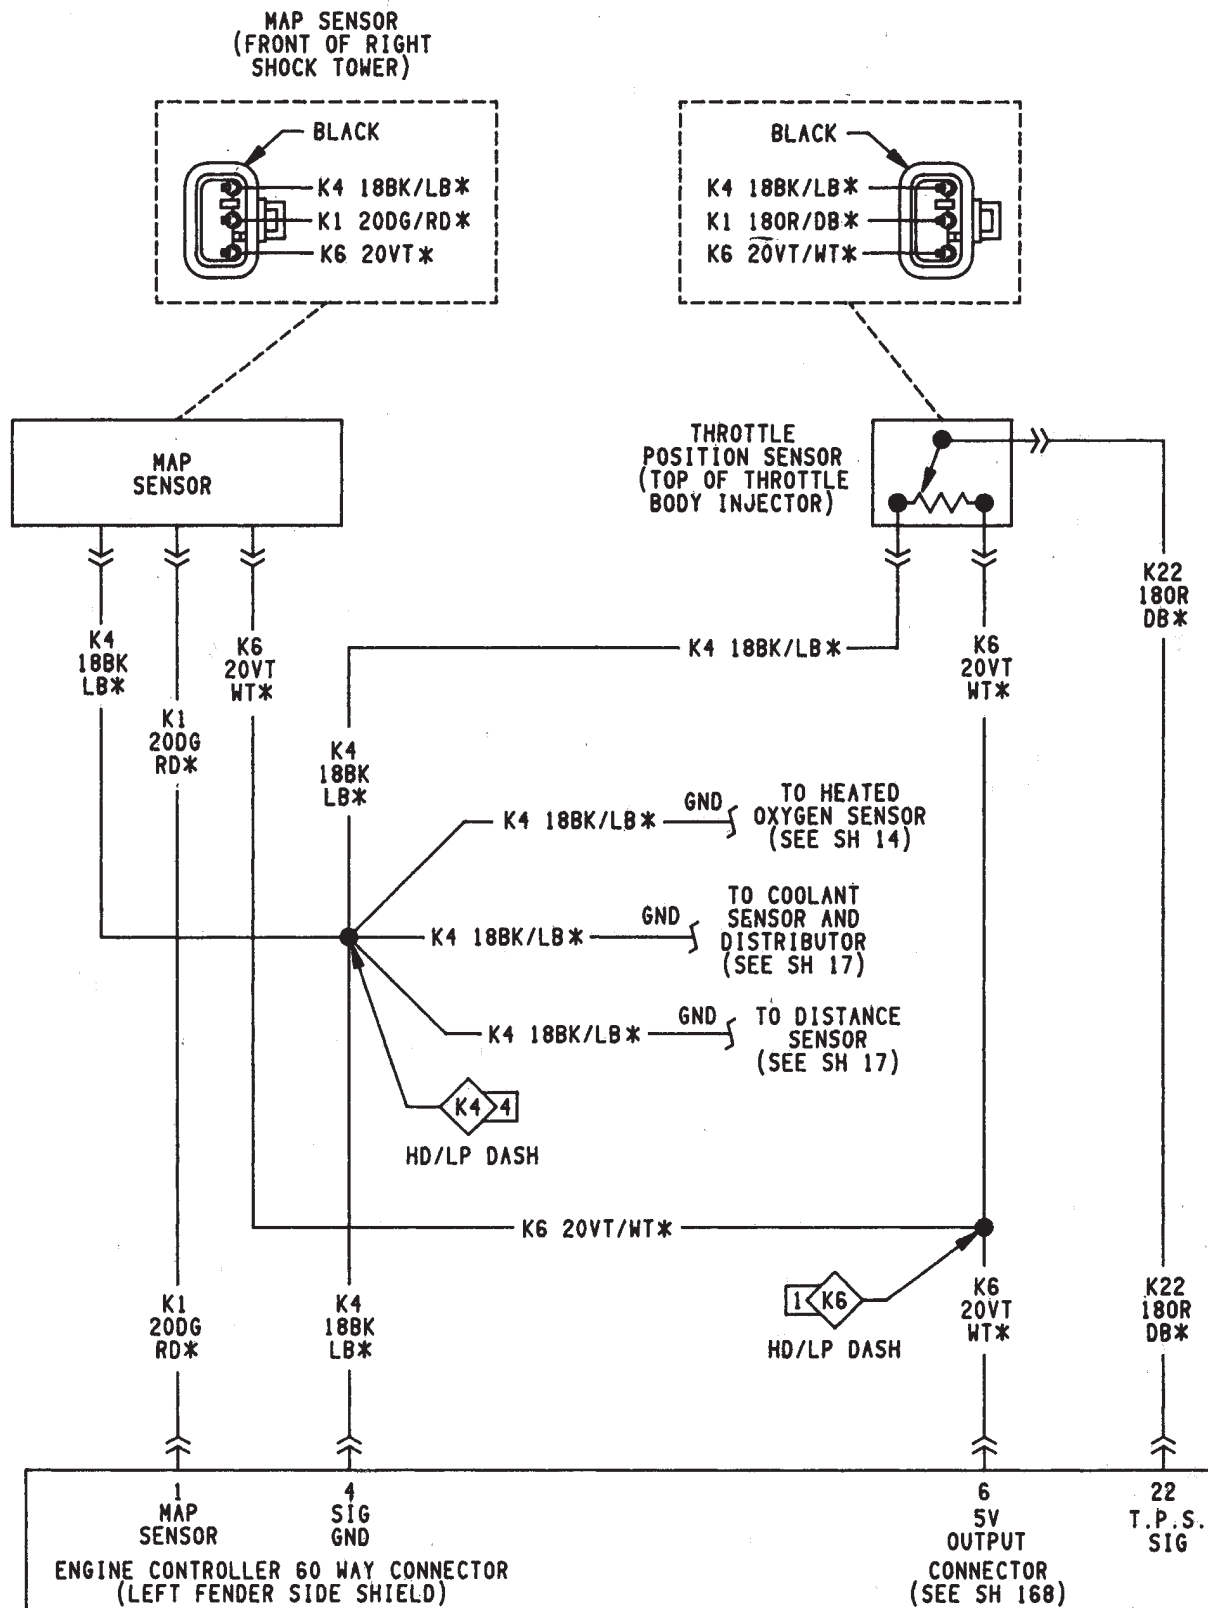 MAP SENSOR
(FRONT OF RIGHT
SHOCK TOWER)
BLACK
K4 18BK/LB*
K1 20DG/RD*
K6 20VT*
BLACK
K4 18BK/LB*
K1 18OR/DB*
K6 20VT/WT*
MAP
SENSOR
THROTTLE
POSITION SENSOR
(TOP OF THROTTLE
BODY INJECTOR)
K4
18BK
LB*
K1
20DG
RD*
K6
20VT
WT*
K4 18BK/LB*
K6
20VT
WT*
K22
18OR
DB*
K4
18BK
LB*
K4 18BK/LB*
GND
TO HEATED
OXYGEN SENSOR
(SEE SH 14)
K4 18BK/LB*
GND
TO COOLANT
SENSOR AND
DISTRIBUTOR
(SEE SH 17)
K4 18BK/LB*
GND
TO DISTANCE
SENSOR
(SEE SH 17)
K4 4
HD/LP DASH
K6 20VT/WT*
1 K6
HD/LP DASH
K1
20DG
RD*
K4
18BK
LB*
K6
20VT
WT*
K22
18OR
DB*
1
MAP
SENSOR
4
SIG
GND
6
5V
OUTPUT
22
T.P.S.
SIG
ENGINE CONTROLLER 60 WAY CONNECTOR
(LEFT FENDER SIDE SHIELD)
CONNECTOR
(SEE SH 168)